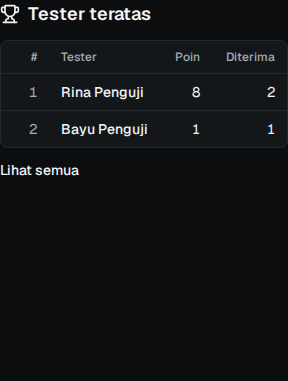 Tester teratas
# Tester Poin Diterima
1 Rina Penguji 8 2
2 Bayu Penguji 1 1
Lihat semua